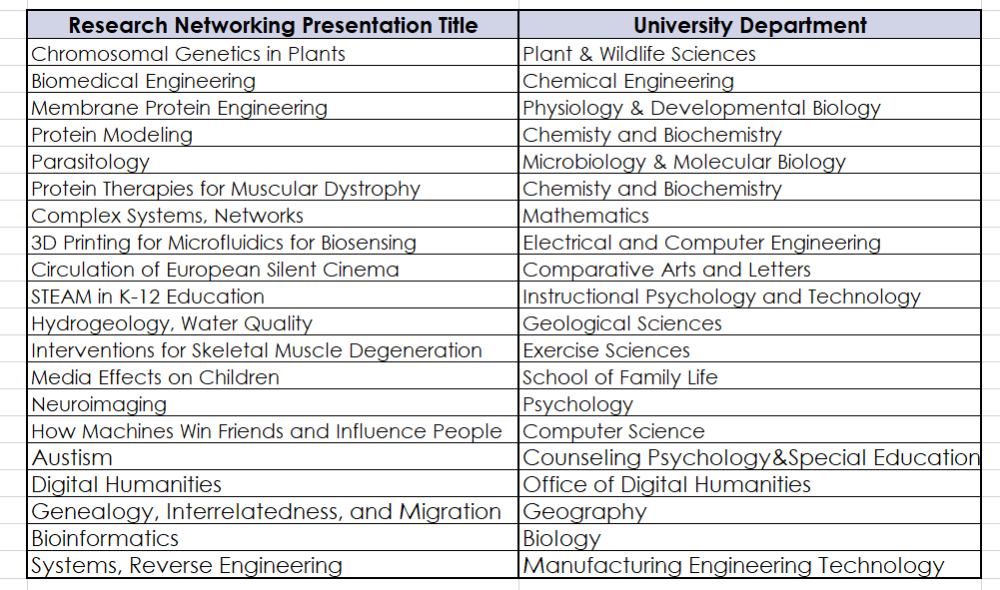 Research Networking Presentation Title University Department
Chromosomal Genetics in Plants Plant & Wildlife Sciences
Biomedical Engineering Chemical Engineering
Membrane Protein Engineering Physiology & Developmental Biology
Protein Modeling Chemisty and Biochemistry
Parasitology Microbiology & Molecular Biology
Protein Therapies for Muscular Dystrophy Chemisty and Biochemistry
Complex Systems, Networks Mathematics
3D Printing for Microfluidics for Biosensing Electrical and Computer Engineering
Circulation of European Silent Cinema Comparative Arts and Letters
STEAM in K-12 Education Instructional Psychology and Technology
Hydrogeology, Water Quality Geological Sciences
Interventions for Skeletal Muscle Degeneration Exercise Sciences
Media Effects on Children School of Family Life
Neuroimaging Psychology
How Machines Win Friends and Influence People Computer Science
Austism Counseling Psychology&Special Education
Digital Humanities Office of Digital Humanities
Genealogy, Interrelatedness, and Migration Geography
Bioinformatics Biology
Systems, Reverse Engineering Manufacturing Engineering Technology